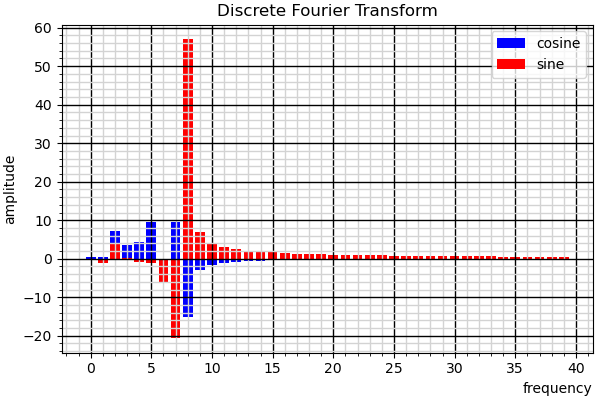 Discrete Fourier Transform
cosine
sine
amplitude
60
50
40
30
20
10
0
−10
−20
0 5 10 15 20 25 30 35 40
frequency